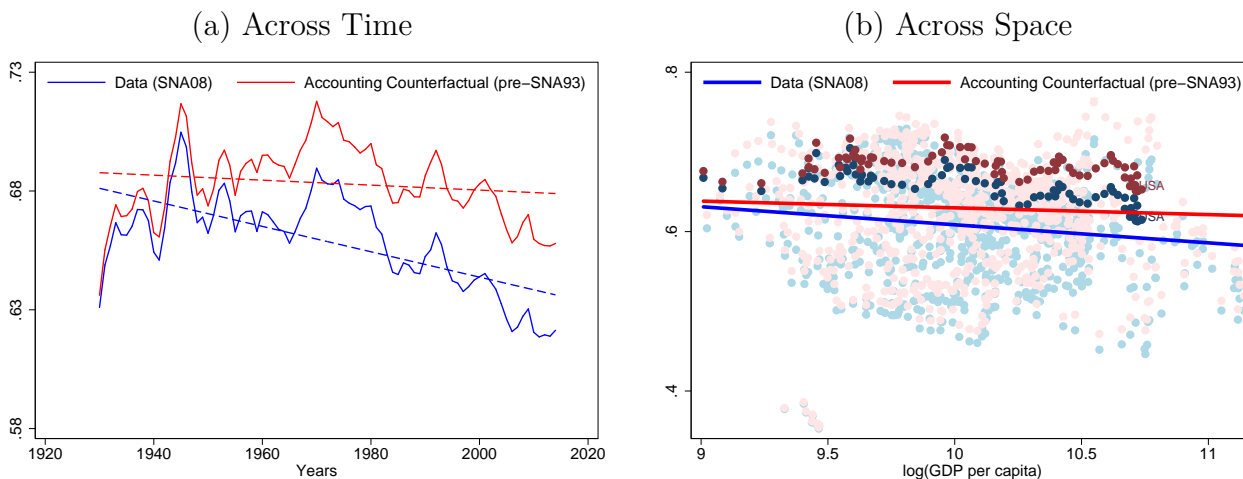 (a) Across Time
Data (SNA08)
Accounting Counterfactual (pre−SNA93)
.73
.68
.63
.58
1920
1940
1960
1980
2000
2020
Years
(b) Across Space
Data (SNA08)
Accounting Counterfactual (pre−SNA93)
.8
.6
.4
USA
USA
9
9.5
10
10.5
11
log(GDP per capita)